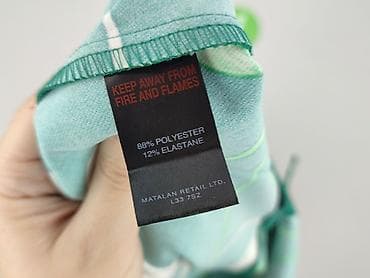 KEEP AWAY FROM
FIRE AND FLAMES
88% POLYESTER
12% ELASTANE
MATALAN RETAIL LTD.
L33 7SZ